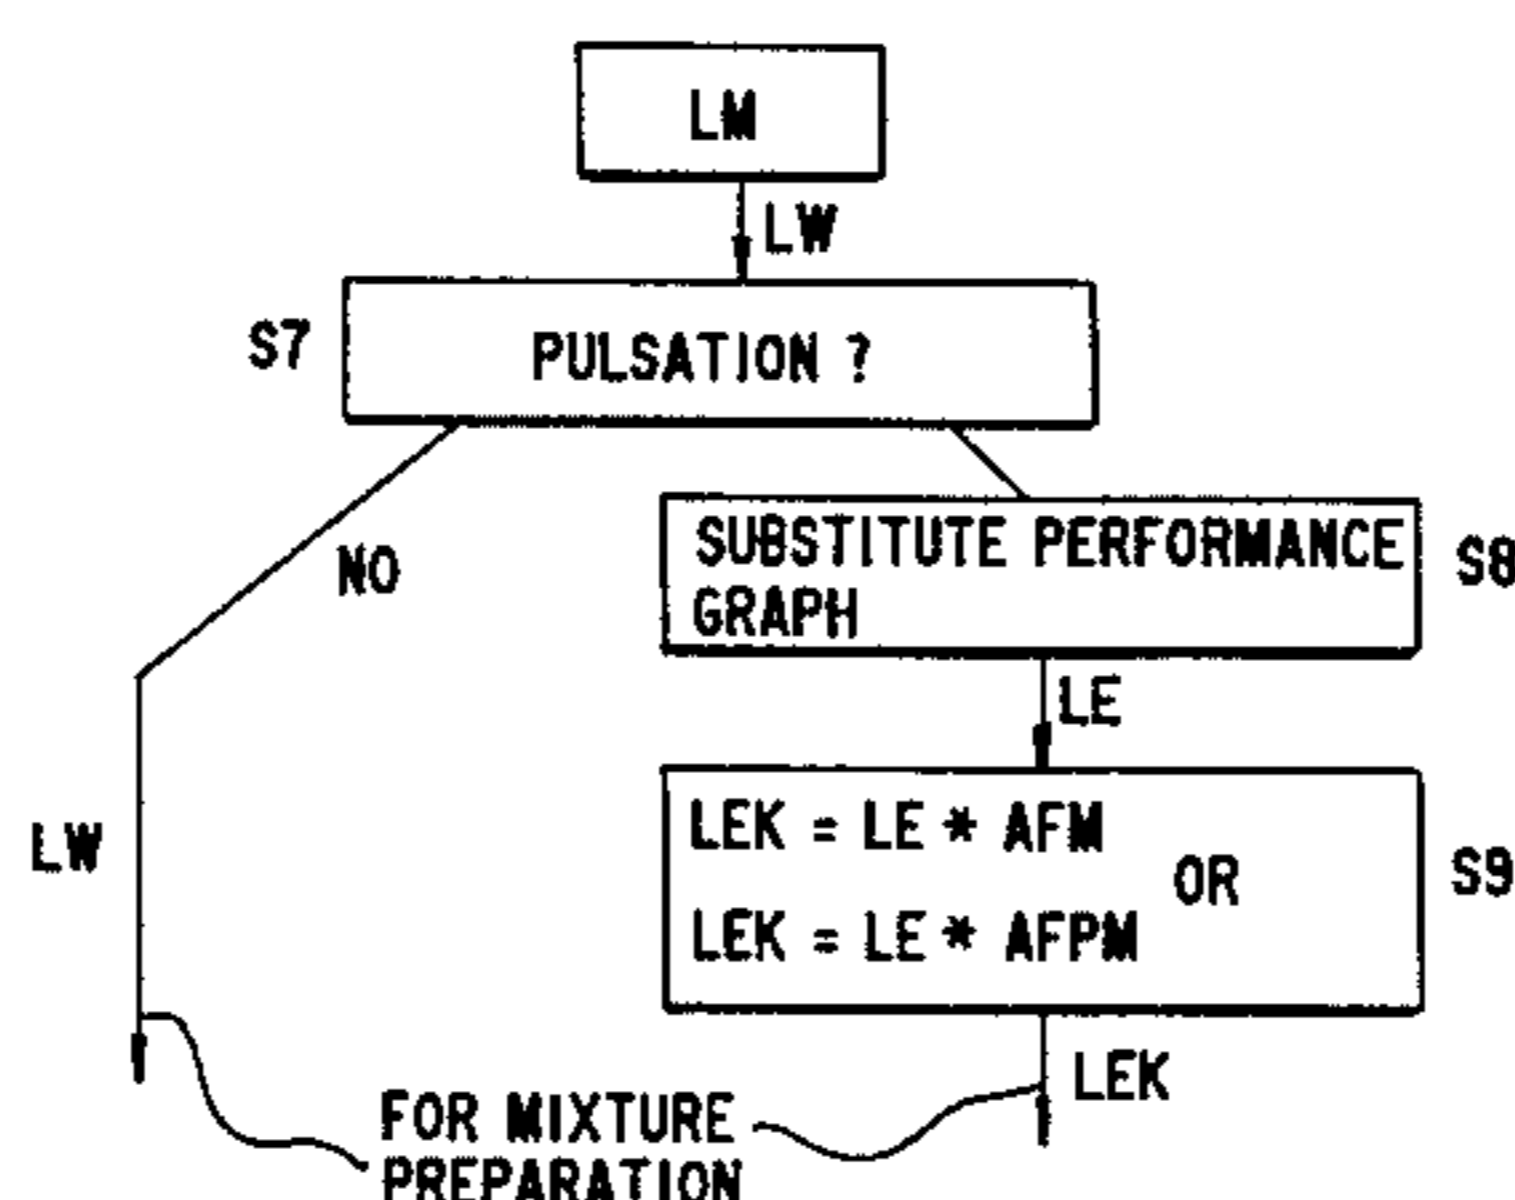 LM
LW
S7
PULSATION ?
NO
SUBSTITUTE PERFORMANCE
GRAPH
S8
LE
LW
LEK = LE * AFM
OR
LEK = LE * AFPM
S9
LEK
FOR MIXTURE
PREPARATION